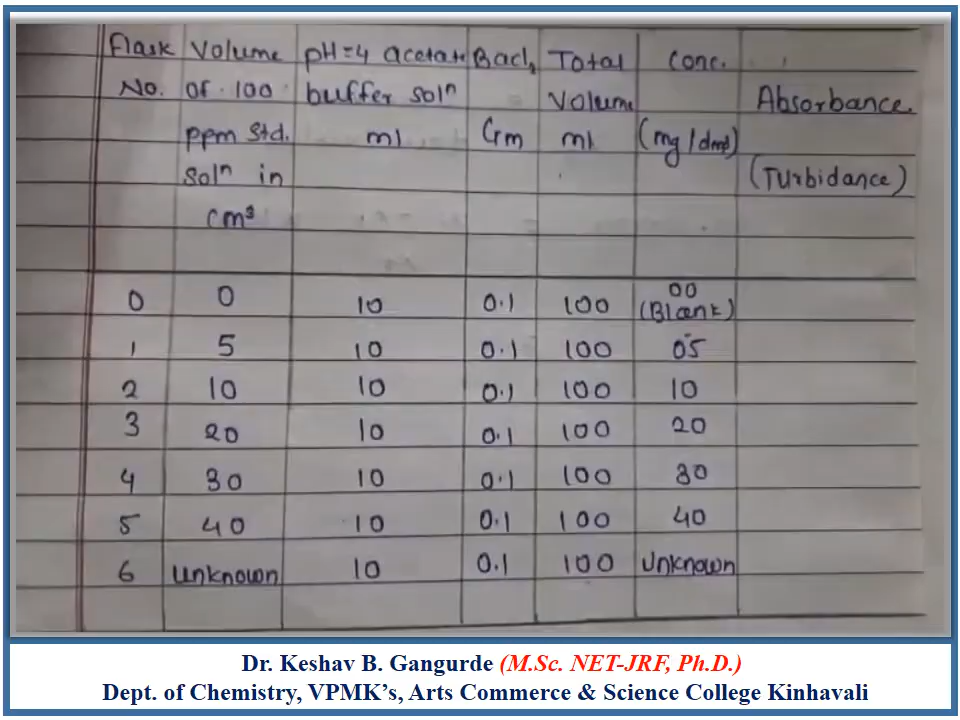 Flask Volume pH=4 acetate Bacl₂ Total Conc.
No. of 100 buffer solⁿ Volume Absorbance.
ppm Std. ml Gm ml (mg/dm³)
solⁿ in (Turbidance)
cm³
0 0 10 0.1 100 00 (Blank)
1 5 10 0.1 100 05
2 10 10 0.1 100 10
3 20 10 0.1 100 20
4 30 10 0.1 100 30
5 40 10 0.1 100 40
6 Unknown 10 0.1 100 Unknown
Dr. Keshav B. Gangurde (M.Sc. NET-JRF, Ph.D.)
Dept. of Chemistry, VPMK’s, Arts Commerce & Science College Kinhavali